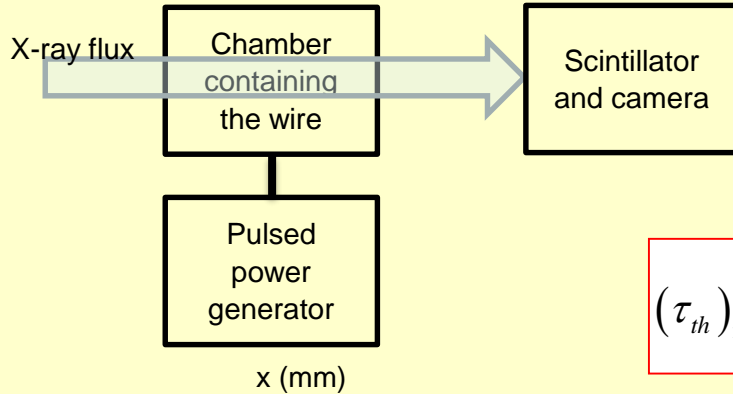 X-ray flux
Chamber
containing
the wire
Scintillator
and camera
Pulsed
power
generator
(τ_th)
x (mm)